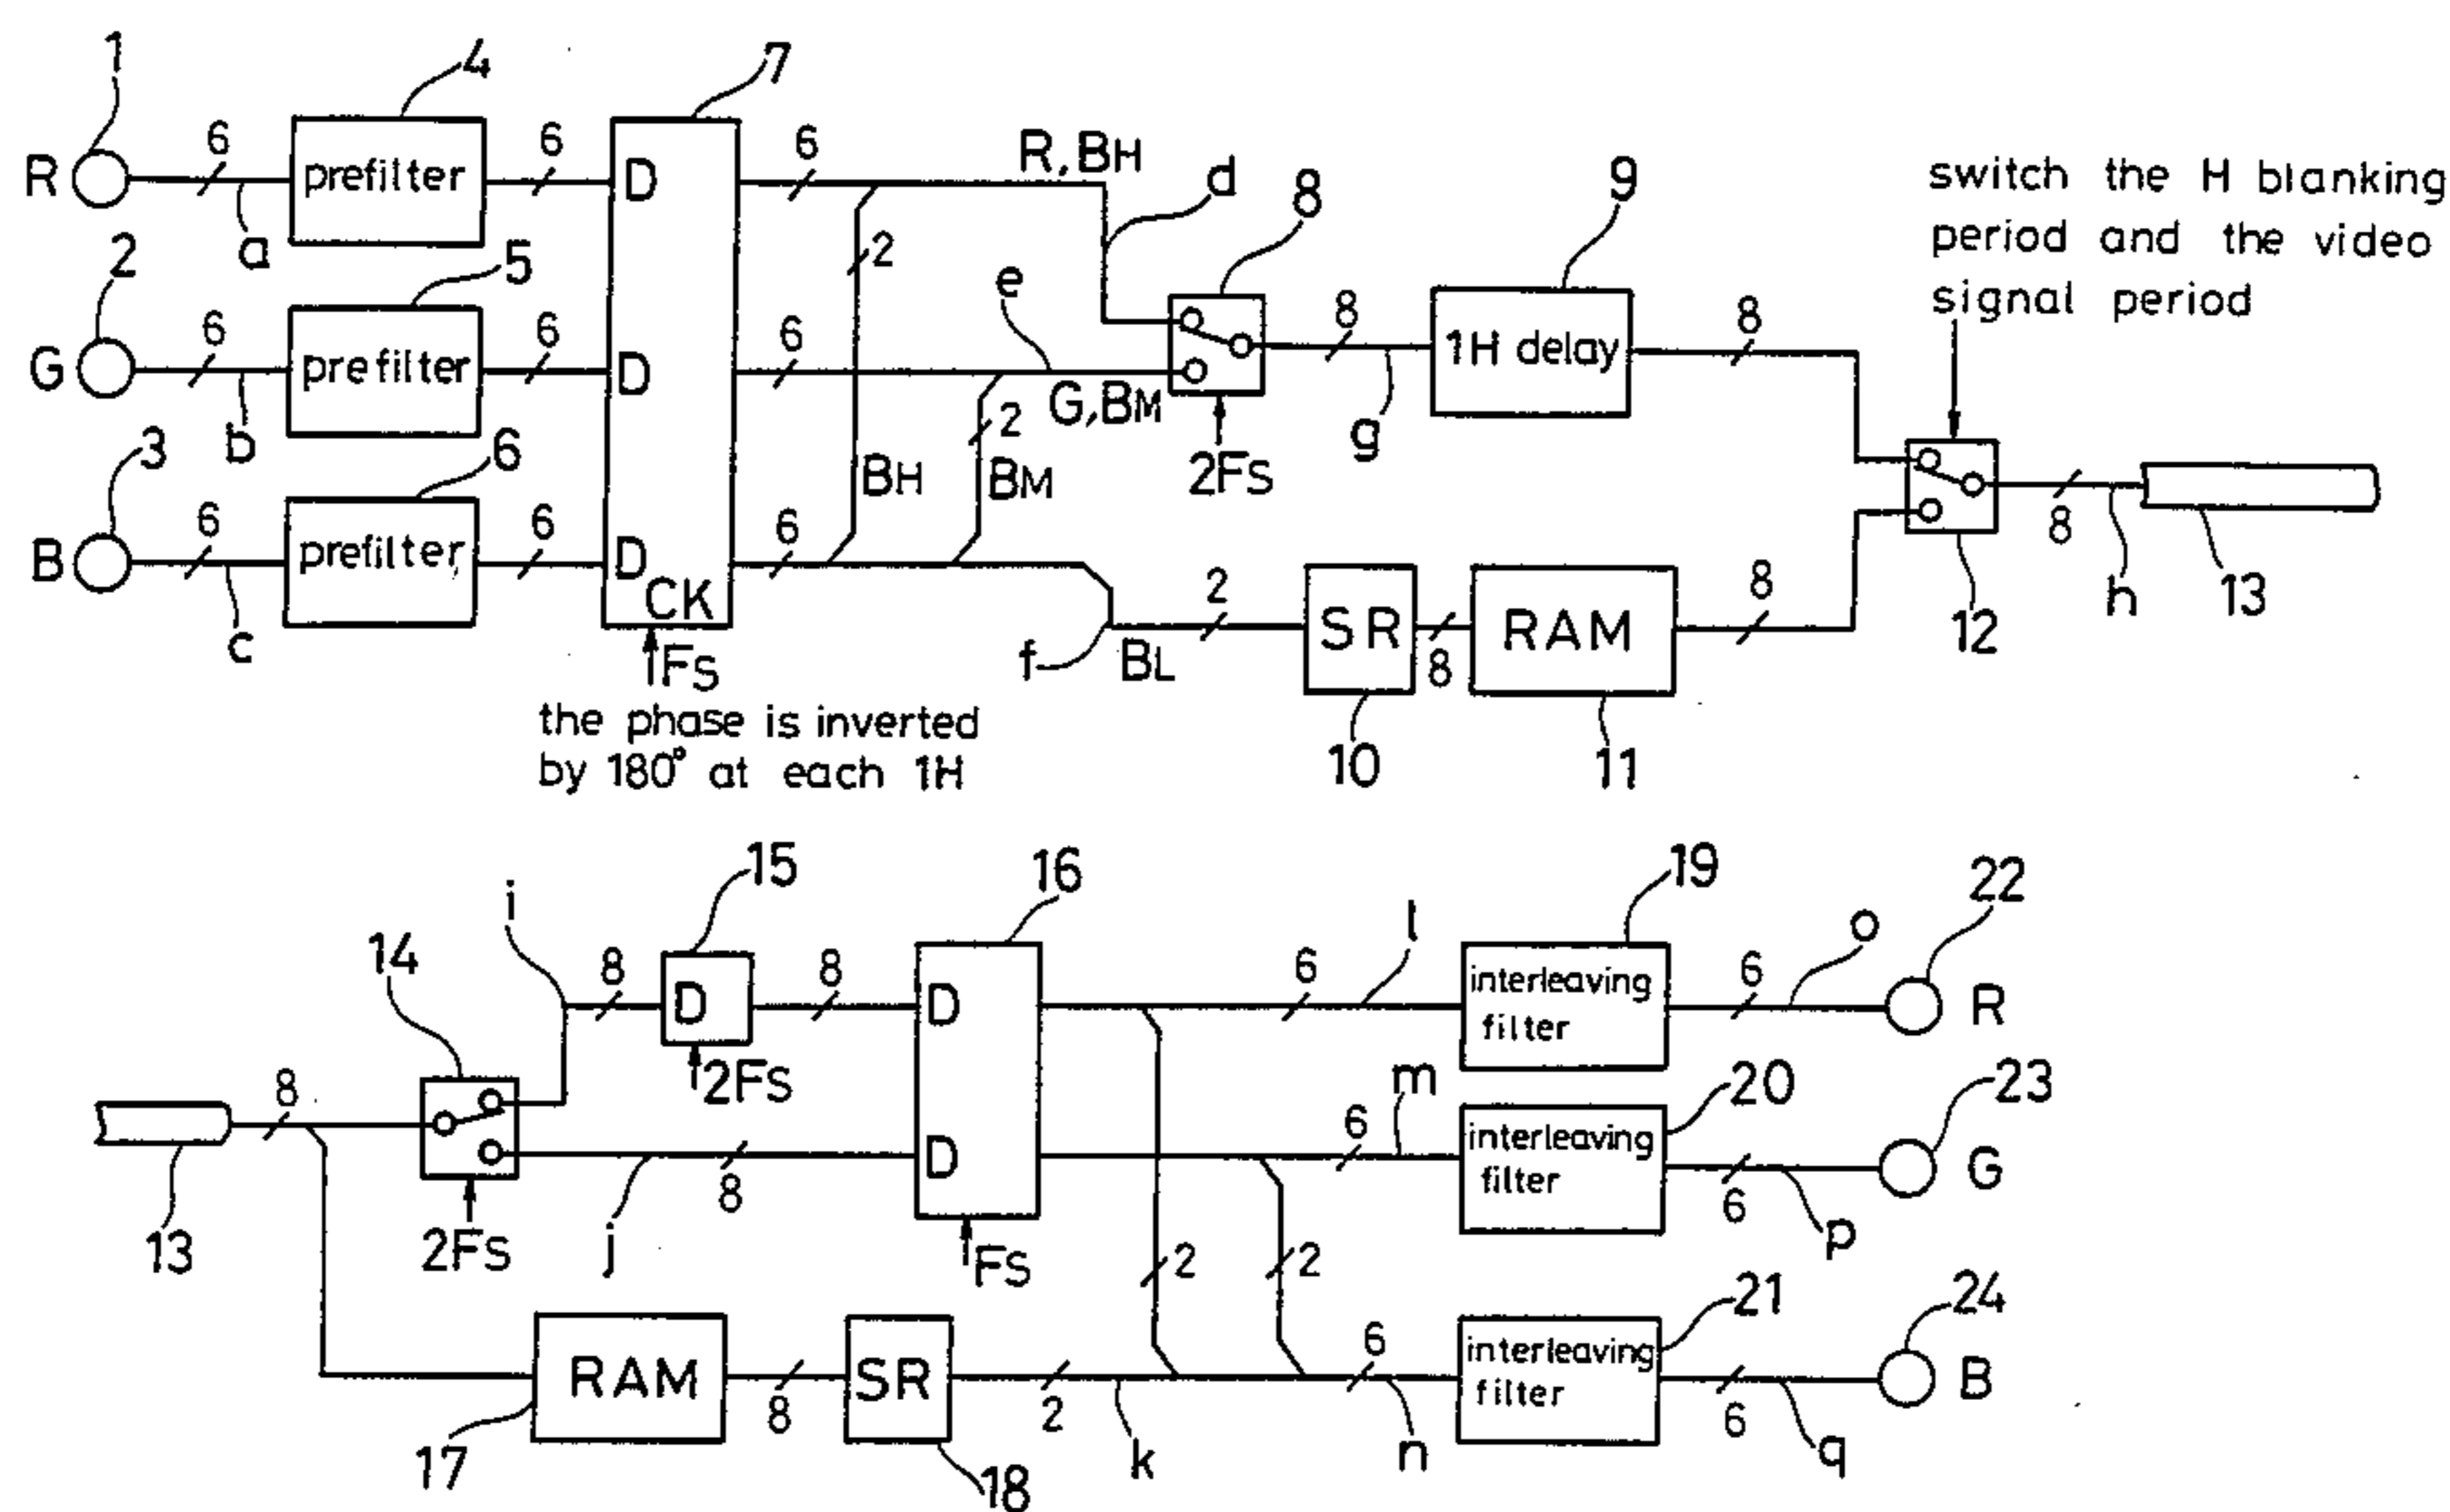 1
4
7
R
6
a
prefilter
6
D
6
R,BH
d
8
9
switch the H blanking
period and the video
signal period
2
G
6
b
5
prefilter
6
D
6
2
e
G,BM
2FS
8
g
1H delay
8
3
B
6
c
6
prefilter
6
D
CK
6
BH
2
BM
FS
the phase is inverted
by 180° at each 1H
f
BL
2
SR
10
8
RAM
11
8
12
8
h
13
13
8
14
2FS
i
8
15
D
2FS
8
j
8
16
D
D
FS
6
l
19
interleaving
filter
6
o
22
R
6
m
20
interleaving
filter
6
p
23
G
2
2
17
RAM
8
SR
18
2
k
6
n
21
interleaving
filter
6
q
24
B